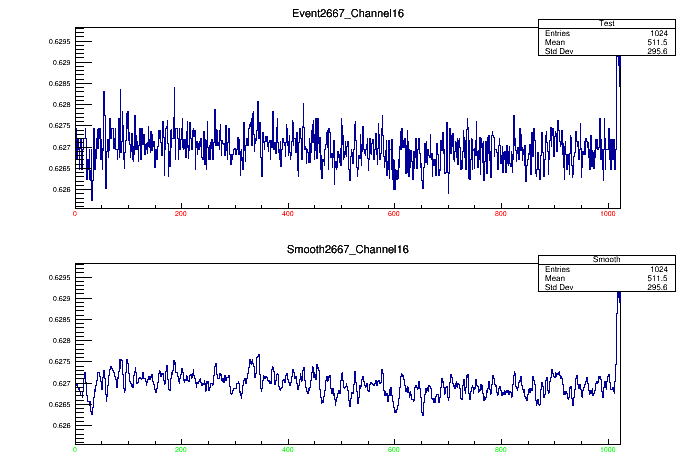 Event2667_Channel16
Test
Entries 1024
Mean 511.5
Std Dev 295.6
0.6295
0.629
0.6285
0.628
0.6275
0.627
0.6265
0.626
0 200 400 600 800 1000
Smooth2667_Channel16
Smooth
Entries 1024
Mean 511.5
Std Dev 295.6
0.6295
0.629
0.6285
0.628
0.6275
0.627
0.6265
0.626
0 200 400 600 800 1000